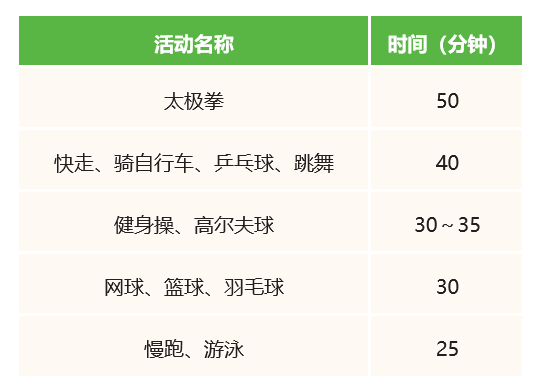 活动名称 时间（分钟）
太极拳 50
快走、骑自行车、乒乓球、跳舞 40
健身操、高尔夫球 30～35
网球、篮球、羽毛球 30
慢跑、游泳 25